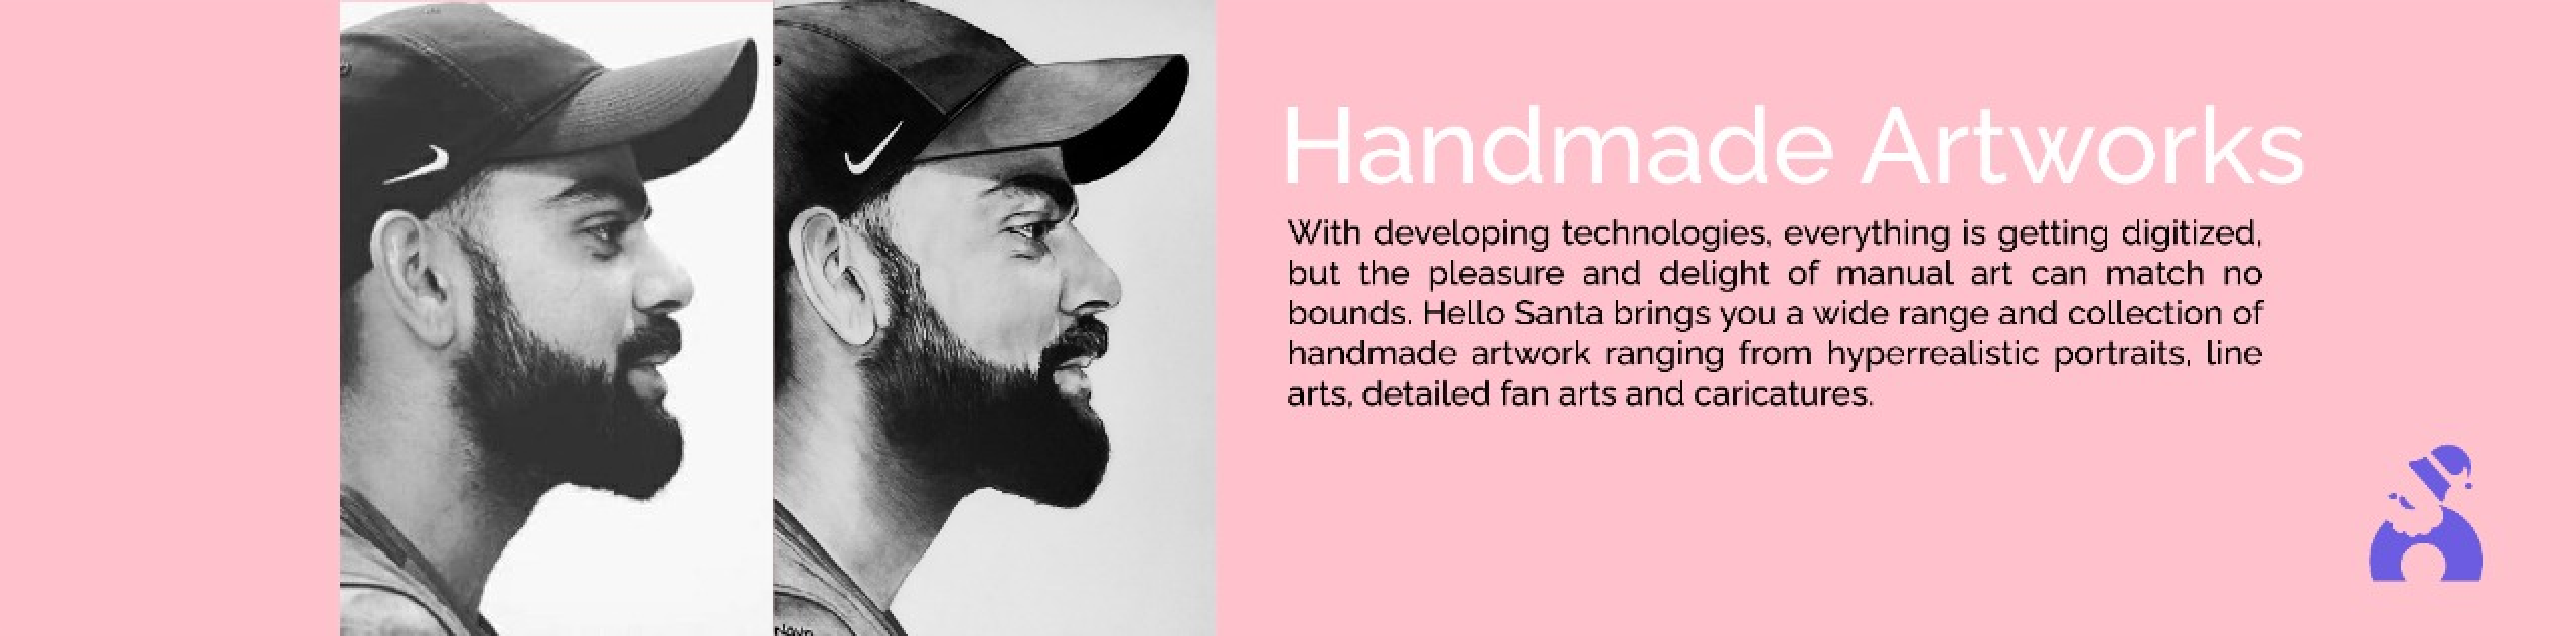 Handmade Artworks
With developing technologies, everything is getting digitized,
but the pleasure and delight of manual art can match no
bounds. Hello Santa brings you a wide range and collection of
handmade artwork ranging from hyperrealistic portraits, line
arts, detailed fan arts and caricatures.